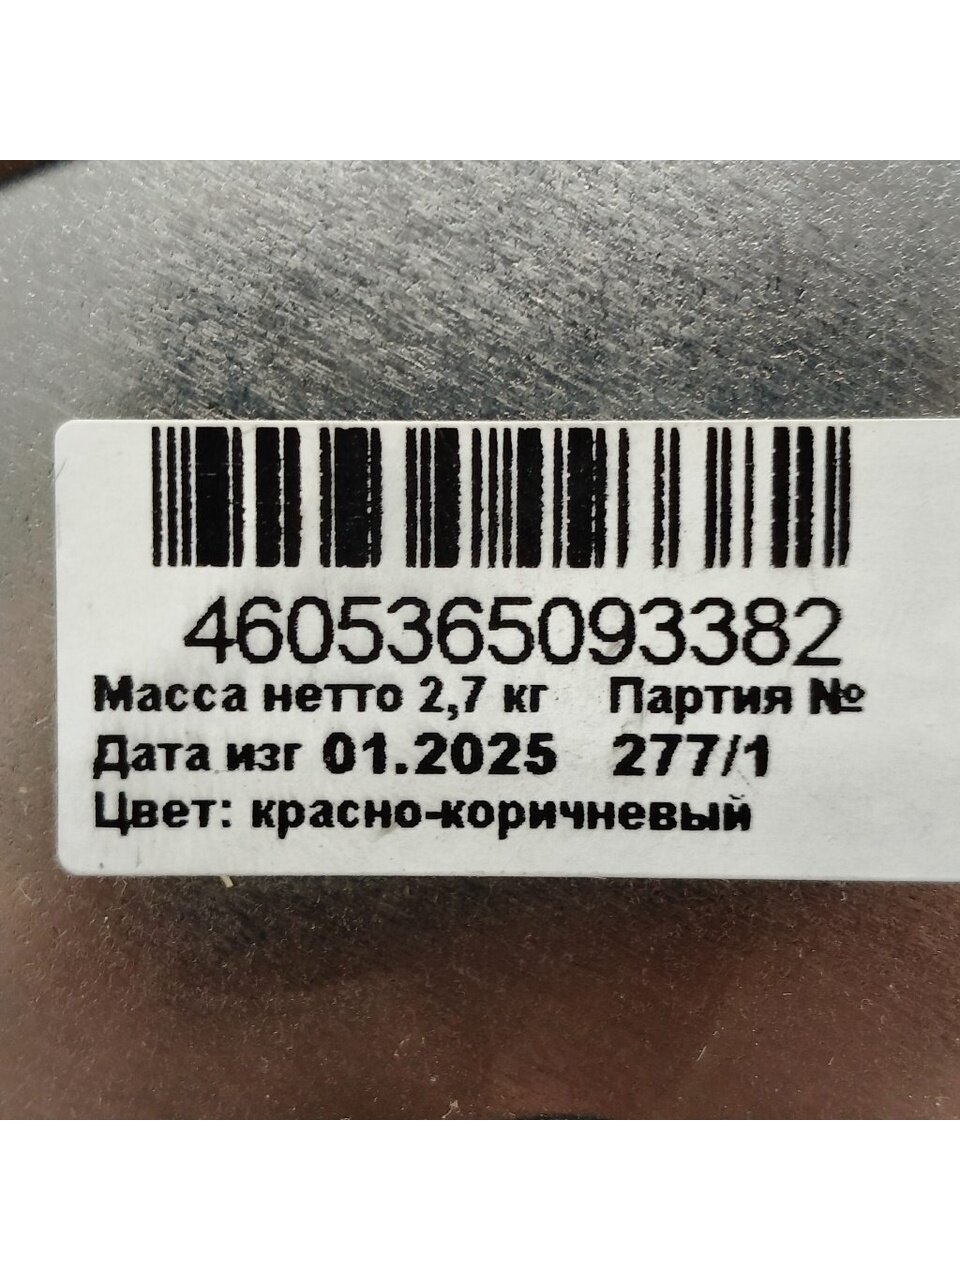 4605365093382
Масса нетто 2,7 кг Партия №
Дата изг 01.2025 277/1
Цвет: красно-коричневый